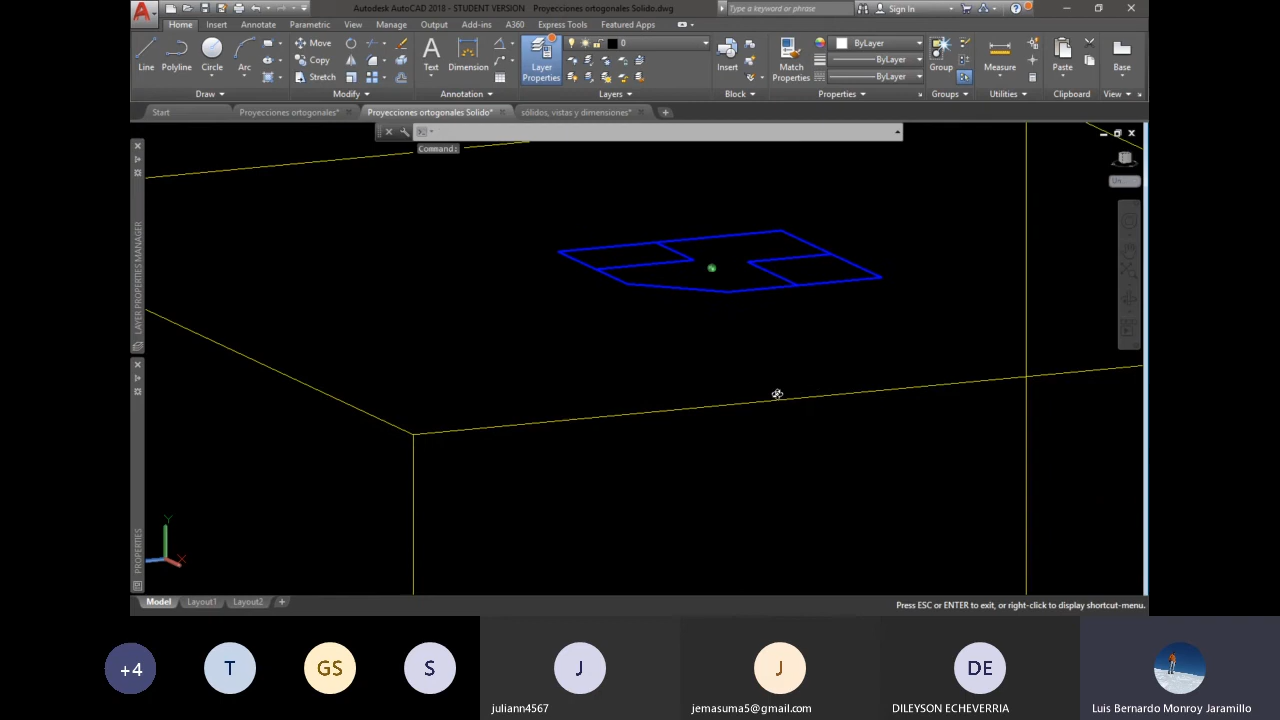 Autodesk AutoCAD 2018 - STUDENT VERSION Proyecciones ortogonales Solido.dwg
Type a keyword or phrase
Sign In
Home Insert Annotate Parametric View Manage Output Add-ins A360 Express Tools Featured Apps
Line
Polyline
Circle
Arc
Move
Copy
Stretch
Text
Dimension
Layer Properties
0
Insert
Match Properties
ByLayer
ByLayer
ByLayer
Group
Measure
Paste
Base
Draw
Modify
Annotation
Layers
Block
Properties
Groups
Utilities
Clipboard
View
Start
Proyecciones ortogonales*
Proyecciones ortogonales Solido*
sólidos, vistas y dimensiones*
Command:
LAYER PROPERTIES MANAGER
PROPERTIES
Un...
Y
X
Model
Layout1
Layout2
Press ESC or ENTER to exit, or right-click to display shortcut-menu.
+4
T
GS
S
J
juliann4567
J
jemasuma5@gmail.com
DE
DILEYSON ECHEVERRIA
Luis Bernardo Monroy Jaramillo